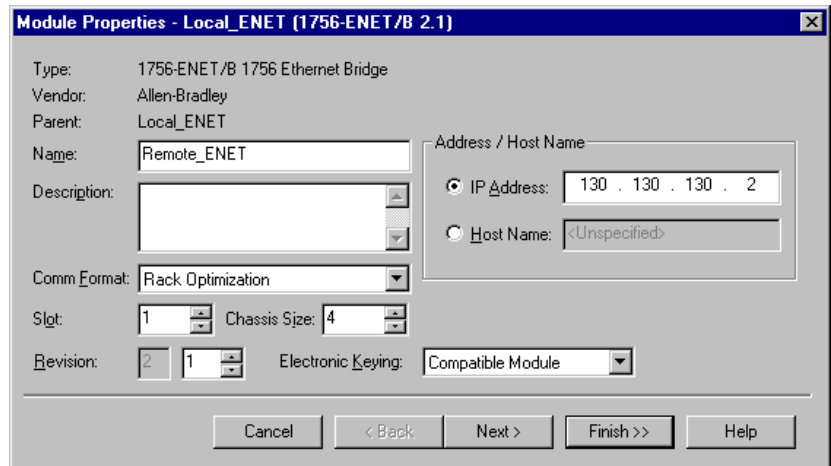 Module Properties - Local_ENET (1756-ENET/B 2.1)
Type: 1756-ENET/B 1756 Ethernet Bridge
Vendor: Allen-Bradley
Parent: Local_ENET
Name: Remote_ENET
Description:
Address / Host Name
IP Address: 130 . 130 . 130 . 2
Host Name: <Unspecified>
Comm Format: Rack Optimization
Slot: 1 Chassis Size: 4
Revision: 2 1 Electronic Keying: Compatible Module
Cancel < Back Next > Finish >> Help